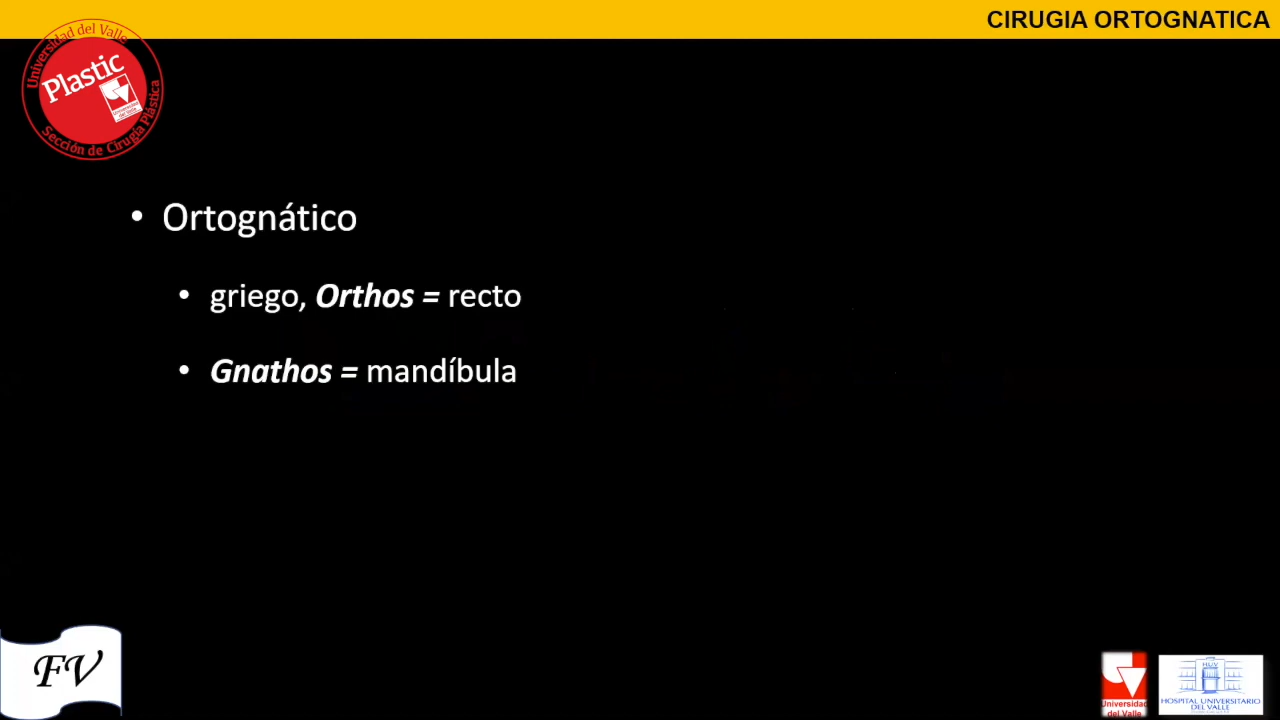 CIRUGIA ORTOGNATICA
Universidad del Valle
Plastic
Sección de Cirugía Plástica
• Ortognático
• griego, Orthos = recto
• Gnathos = mandíbula
FV
Universidad
del Valle
H.U.V
HOSPITAL UNIVERSITARIO
DEL VALLE